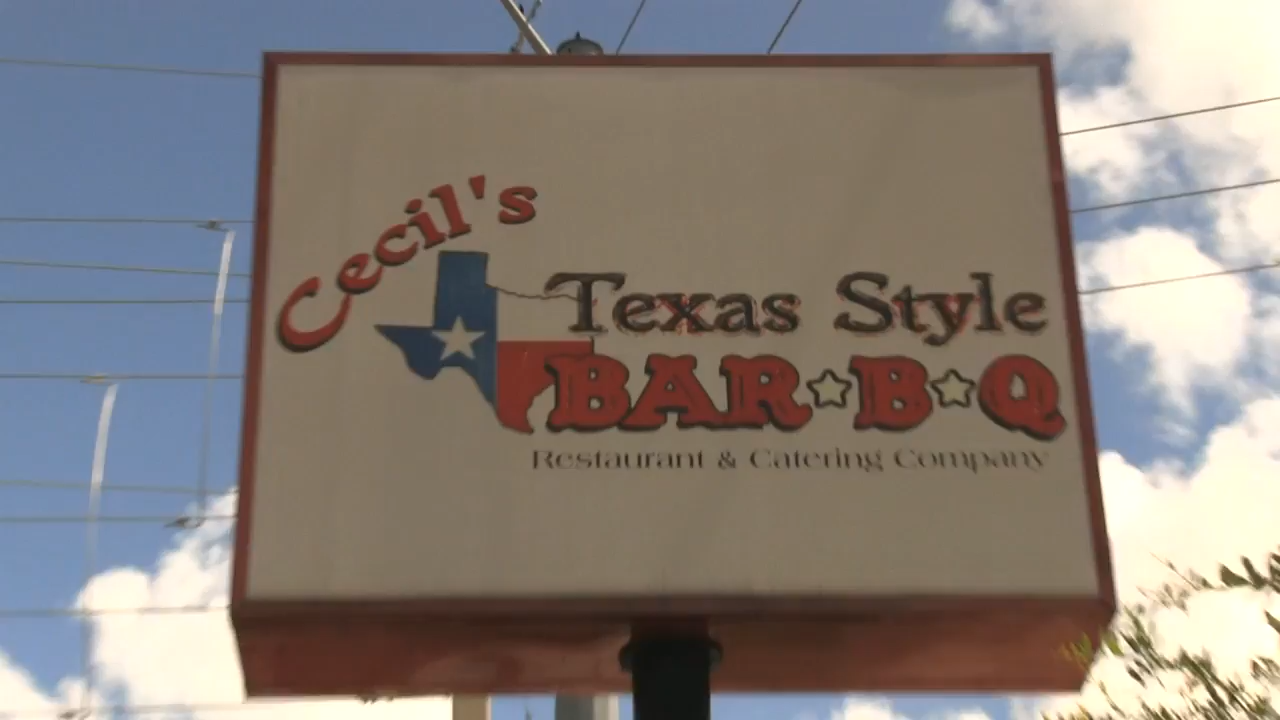 Cecil's
Texas Style
BAR☆B☆Q
Restaurant & Catering Company